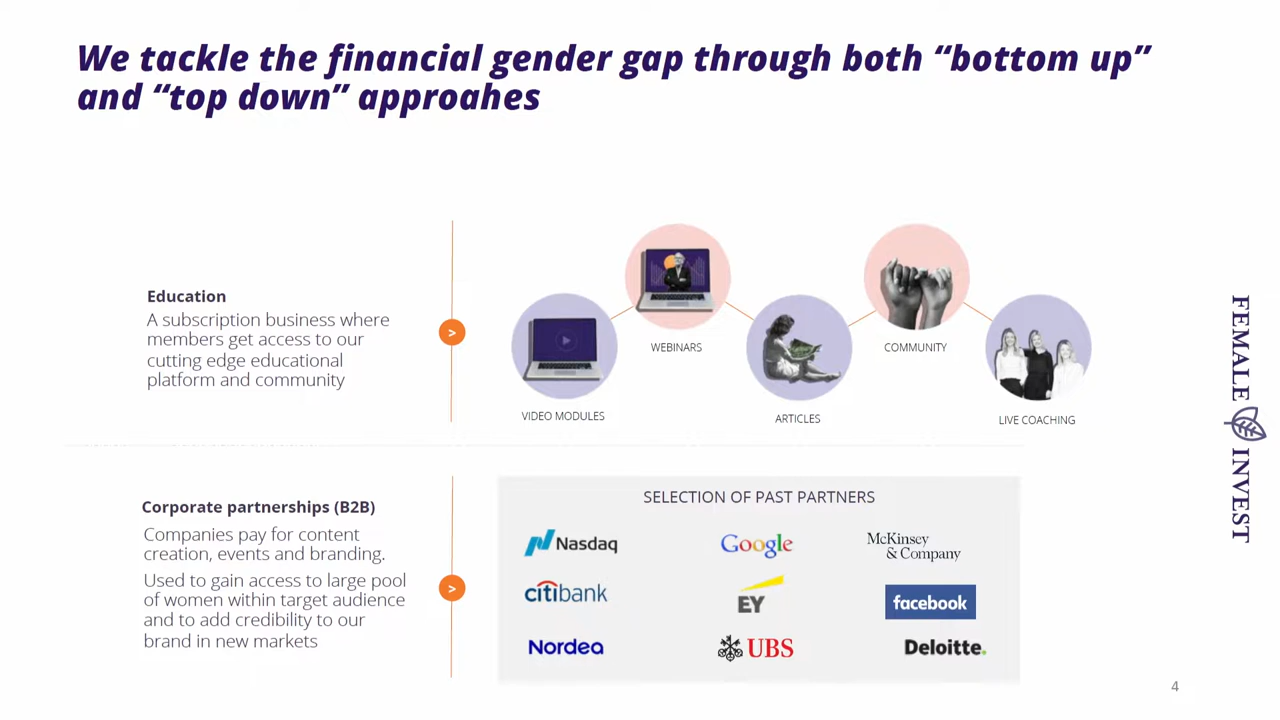 We tackle the financial gender gap through both “bottom up”
and “top down” approahes
Education
A subscription business where
members get access to our
cutting edge educational
platform and community
>
VIDEO MODULES
WEBINARS
ARTICLES
COMMUNITY
LIVE COACHING
Corporate partnerships (B2B)
Companies pay for content
creation, events and branding.
Used to gain access to large pool
of women within target audience
and to add credibility to our
brand in new markets
>
SELECTION OF PAST PARTNERS
Nasdaq
Google
McKinsey
& Company
citibank
EY
facebook
Nordea
UBS
Deloitte.
FEMALE INVEST
4